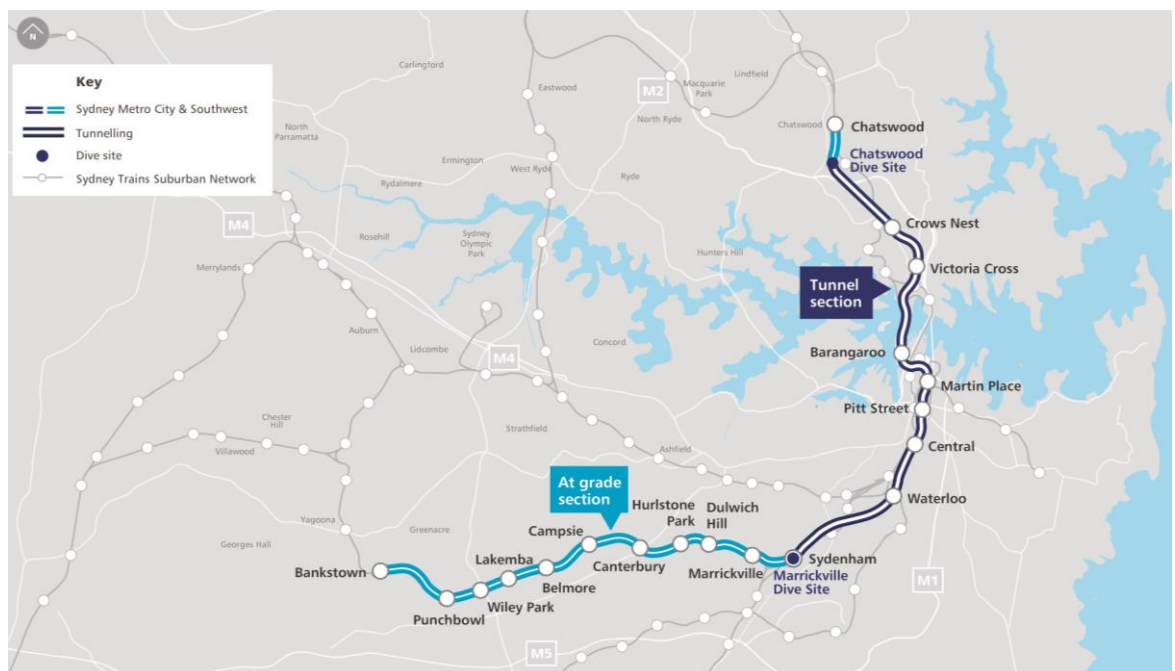 N
Key
Sydney Metro City & Southwest
Tunnelling
Dive site
Sydney Trains Suburban Network
Carlingford
Eastwood
Lindfield
Macquarie
Park
M2
North Ryde
Chatswood
Chatswood
Chatswood
Dive Site
North
Parramatta
Ermington
West Ryde
Ryde
Rydalmere
M4
Rosehill
Sydney
Olympic
Park
Hunters Hill
Crows Nest
Victoria Cross
Tunnel
section
Merrylands
Auburn
Lidcombe
M4
Concord
Barangaroo
Martin Place
Pitt Street
Chester
Hill
Villawood
Strathfield
Ashfield
Central
At grade
section
Waterloo
Yagoona
Greenacre
Georges Hall
Hurlstone
Park
Dulwich
Hill
Campsie
Lakemba
Bankstown
Canterbury
Marrickville
Sydenham
Marrickville
Dive Site
Belmore
Wiley Park
Punchbowl
M1
M5